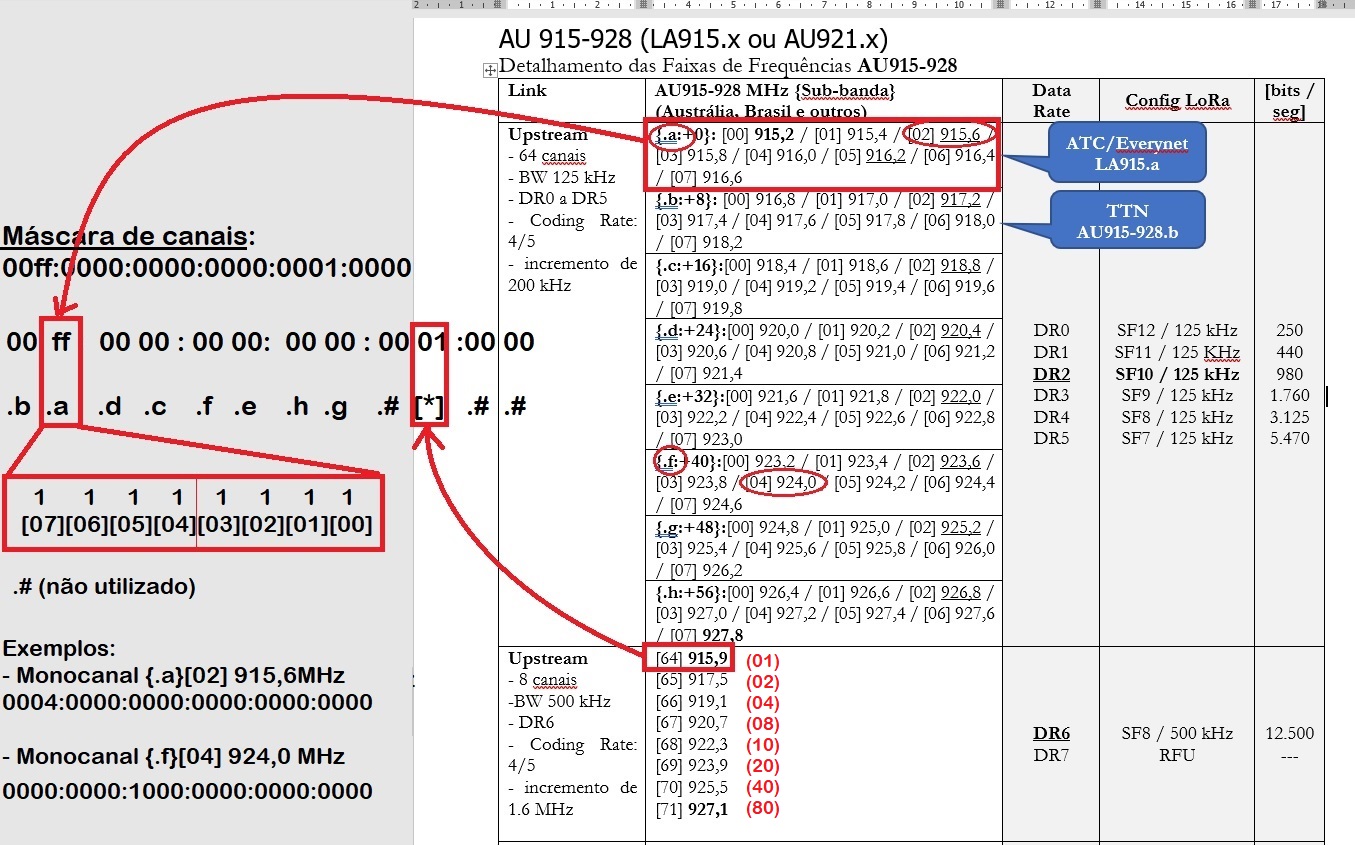 2 1 1 2 3 4 5 6 7 8 9 10 12 14 15 16 17 18
AU 915-928 (LA915.x ou AU921.x)
Detalhamento das Faixas de Frequências AU915-928
Link
AU915-928 MHz {Sub-banda}
(Austrália, Brasil e outros)
Data
Rate
Config LoRa
[bits /
seg]
Upstream
- 64 canais
- BW 125 kHz
- DR0 a DR5
- Coding Rate:
4/5
- incremento de
200 kHz
{.a:+0}: [00] 915,2 / [01] 915,4 / [02] 915,6 /
[03] 915,8 / [04] 916,0 / [05] 916,2 / [06] 916,4
/ [07] 916,6
{.b:+8}: [00] 916,8 / [01] 917,0 / [02] 917,2 /
[03] 917,4 / [04] 917,6 / [05] 917,8 / [06] 918,0
/ [07] 918,2
{.c:+16}:[00] 918,4 / [01] 918,6 / [02] 918,8 /
[03] 919,0 / [04] 919,2 / [05] 919,4 / [06] 919,6
/ [07] 919,8
{.d:+24}:[00] 920,0 / [01] 920,2 / [02] 920,4 /
[03] 920,6 / [04] 920,8 / [05] 921,0 / [06] 921,2
/ [07] 921,4
{.e:+32}:[00] 921,6 / [01] 921,8 / [02] 922,0 /
[03] 922,2 / [04] 922,4 / [05] 922,6 / [06] 922,8
/ [07] 923,0
{.f:+40}:[00] 923,2 / [01] 923,4 / [02] 923,6 /
[03] 923,8 / [04] 924,0 / [05] 924,2 / [06] 924,4
/ [07] 924,6
{.g:+48}:[00] 924,8 / [01] 925,0 / [02] 925,2 /
[03] 925,4 / [04] 925,6 / [05] 925,8 / [06] 926,0
/ [07] 926,2
{.h:+56}:[00] 926,4 / [01] 926,6 / [02] 926,8 /
[03] 927,0 / [04] 927,2 / [05] 927,4 / [06] 927,6
/ [07] 927,8
ATC/Everynet
LA915.a
TTN
AU915-928.b
DR0 SF12 / 125 kHz 250
DR1 SF11 / 125 KHz 440
DR2 SF10 / 125 kHz 980
DR3 SF9 / 125 kHz 1.760
DR4 SF8 / 125 kHz 3.125
DR5 SF7 / 125 kHz 5.470
Upstream
- 8 canais
-BW 500 kHz
- DR6
- Coding Rate:
4/5
- incremento de
1.6 MHz
[64] 915,9 (01)
[65] 917,5 (02)
[66] 919,1 (04)
[67] 920,7 (08)
[68] 922,3 (10)
[69] 923,9 (20)
[70] 925,5 (40)
[71] 927,1 (80)
DR6 SF8 / 500 kHz 12.500
DR7 RFU ---
Máscara de canais:
00ff:0000:0000:0000:0001:0000
00 ff 00 00 : 00 00: 00 00 : 00 01 :00 00
.b .a .d .c .f .e .h .g .# [*] .# .#
1 1 1 1 1 1 1 1
[07][06][05][04][03][02][01][00]
.# (não utilizado)
Exemplos:
- Monocanal {.a}[02] 915,6MHz
0004:0000:0000:0000:0000:0000
- Monocanal {.f}[04] 924,0 MHz
0000:0000:1000:0000:0000:0000